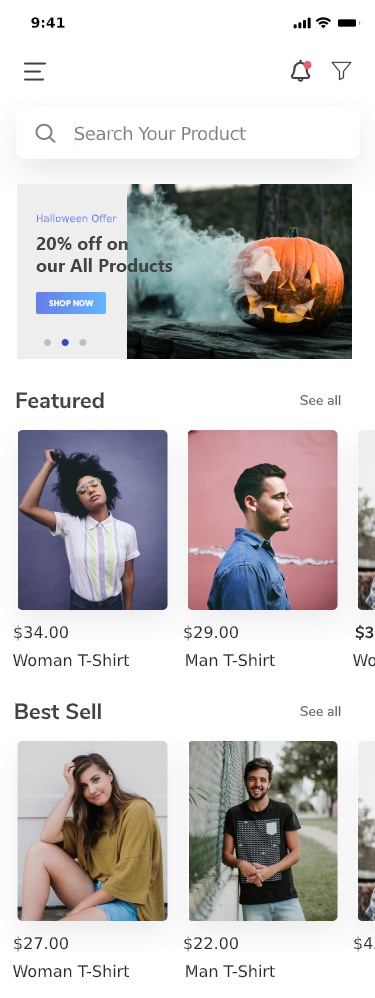 9:41
Search Your Product
Halloween Offer
20% off on
our All Products
SHOP NOW
Featured
See all
$34.00
$29.00
$3
Woman T-Shirt
Man T-Shirt
Wo
Best Sell
See all
$27.00
$22.00
$4
Woman T-Shirt
Man T-Shirt